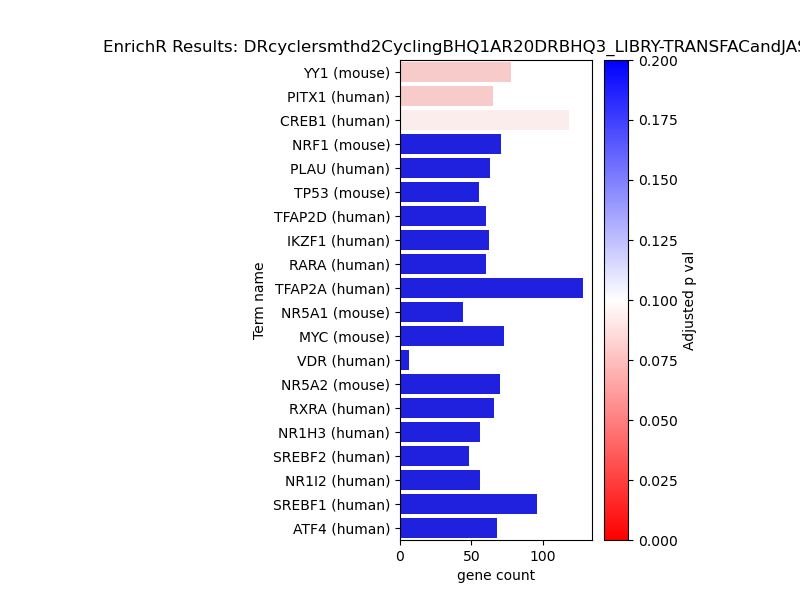 EnrichR Results: DRcyclersmthd2CyclingBHQ1AR20DRBHQ3_LIBRY-TRANSFACandJAS
YY1 (mouse)
PITX1 (human)
CREB1 (human)
NRF1 (mouse)
PLAU (human)
TP53 (mouse)
TFAP2D (human)
IKZF1 (human)
RARA (human)
TFAP2A (human)
NR5A1 (mouse)
MYC (mouse)
VDR (human)
NR5A2 (mouse)
RXRA (human)
NR1H3 (human)
SREBF2 (human)
NR1I2 (human)
SREBF1 (human)
ATF4 (human)
Term name
0 50 100
gene count
0.200
0.175
0.150
0.125
0.100
0.075
0.050
0.025
0.000
Adjusted p val